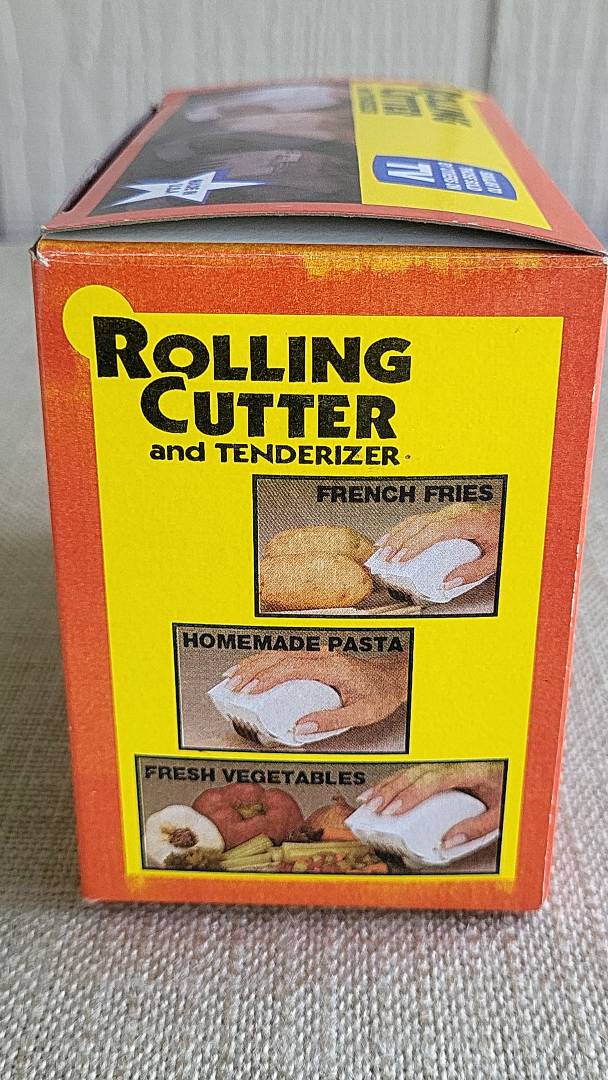 ROLLING
CUTTER
and TENDERIZER
FRENCH FRIES
HOMEMADE PASTA
FRESH VEGETABLES